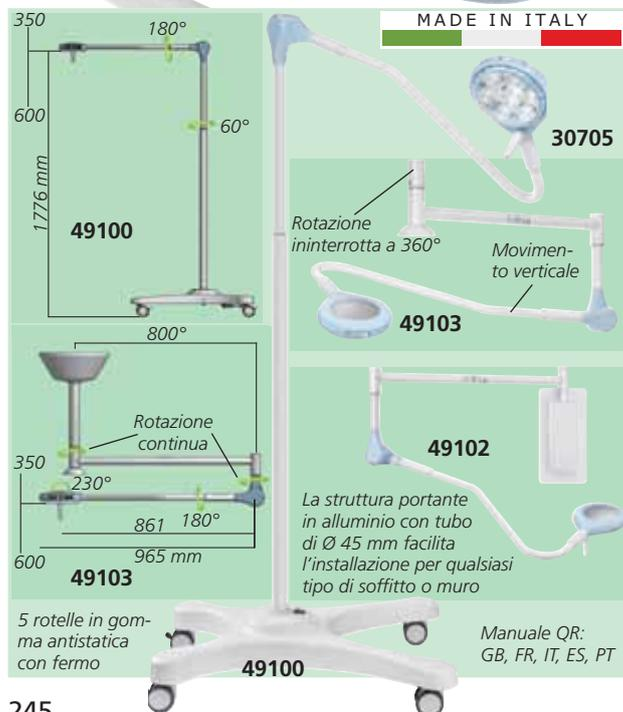 MADE IN ITALY
350
180°
600
60°
1776 mm
49100
30705
Rotazione
ininterrotta a 360°
Movimen-
to verticale
49103
800°
Rotazione
continua
350
230°
861
180°
965 mm
600
49103
49102
La struttura portante
in alluminio con tubo
di Ø 45 mm facilita
l'installazione per qualsiasi
tipo di soffitto o muro
5 rotelle in gom-
ma antistatica
con fermo
49100
Manuale QR:
GB, FR, IT, ES, PT
245